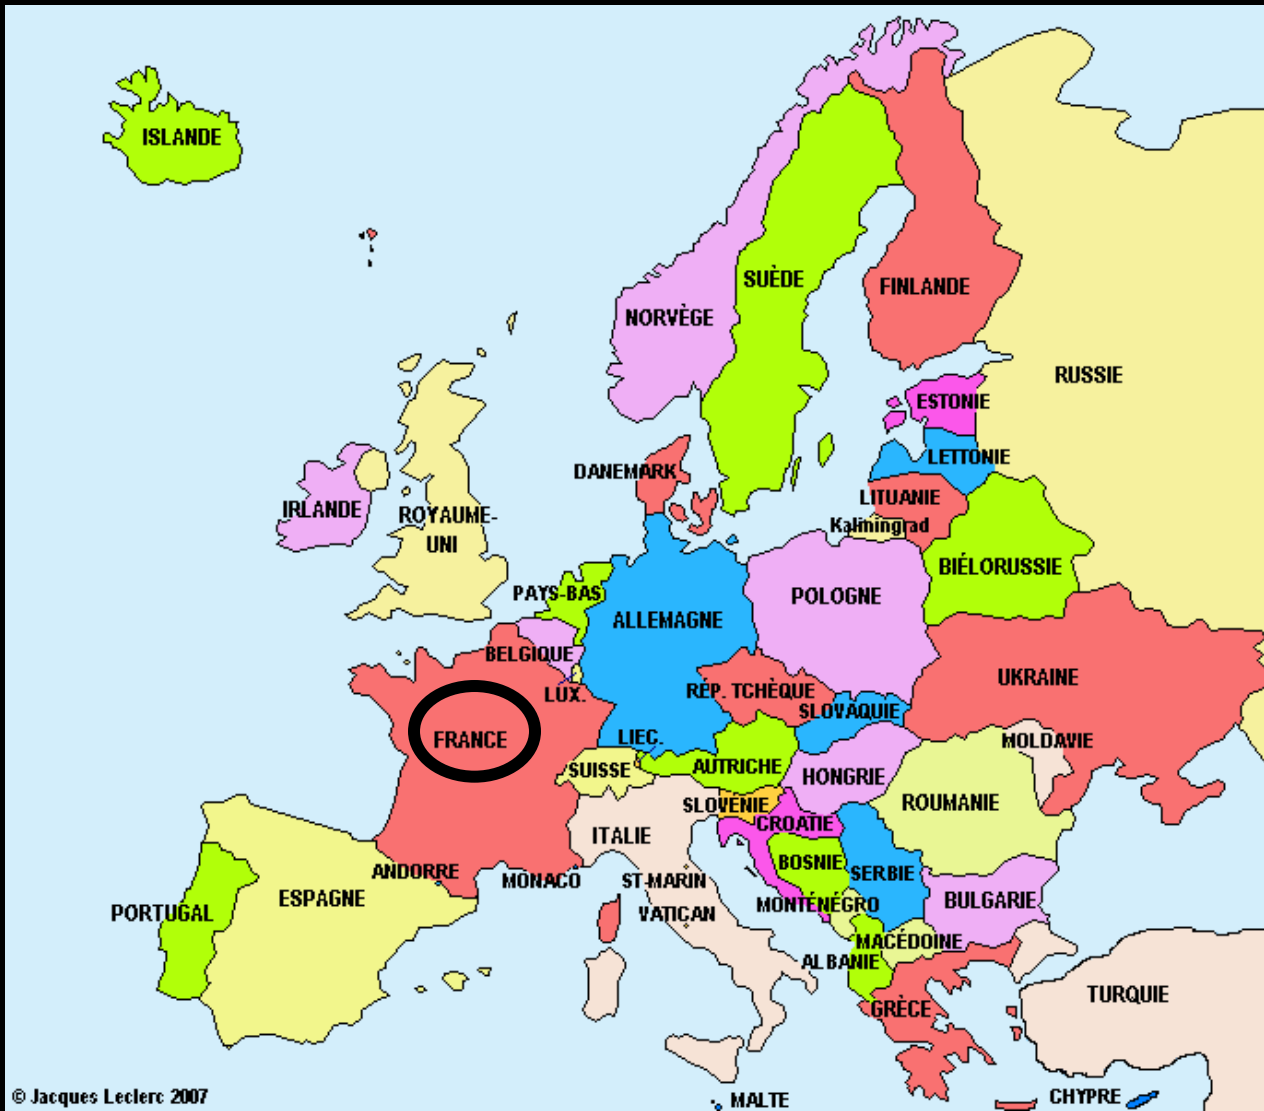 ISLANDE
SUÈDE
FINLANDE
NORVÈGE
RUSSIE
ESTONIE
LETTONIE
DANEMARK
LITUANIE
IRLANDE
ROYAUME-
UNI
Kaliningrad
BIÉLORUSSIE
PAYS-BAS
POLOGNE
ALLEMAGNE
BELGIQUE
UKRAINE
LUX.
RÉP. TCHÈQUE
SLOVAQUIE
FRANCE
LIEC.
MOLDAVIE
SUISSE
AUTRICHE
HONGRIE
ROUMANIE
SLOVÉNIE
CROATIE
ITALIE
BOSNIE
SERBIE
ANDORRE
MONACO
ST-MARIN
ESPAGNE
BULGARIE
MONTÉNÉGRO
PORTUGAL
VATICAN
MACÉDOINE
ALBANIE
TURQUIE
GRÈCE
© Jacques Leclerc 2007
MALTE
CHYPRE